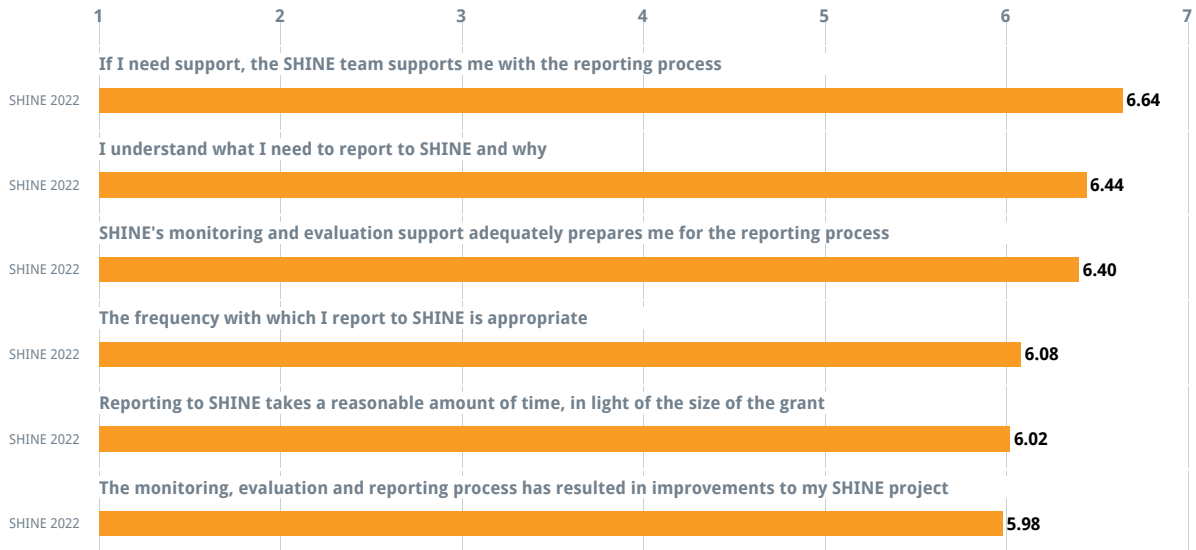 1 2 3 4 5 6 7
If I need support, the SHINE team supports me with the reporting process
SHINE 2022 6.64
I understand what I need to report to SHINE and why
SHINE 2022 6.44
SHINE's monitoring and evaluation support adequately prepares me for the reporting process
SHINE 2022 6.40
The frequency with which I report to SHINE is appropriate
SHINE 2022 6.08
Reporting to SHINE takes a reasonable amount of time, in light of the size of the grant
SHINE 2022 6.02
The monitoring, evaluation and reporting process has resulted in improvements to my SHINE project
SHINE 2022 5.98